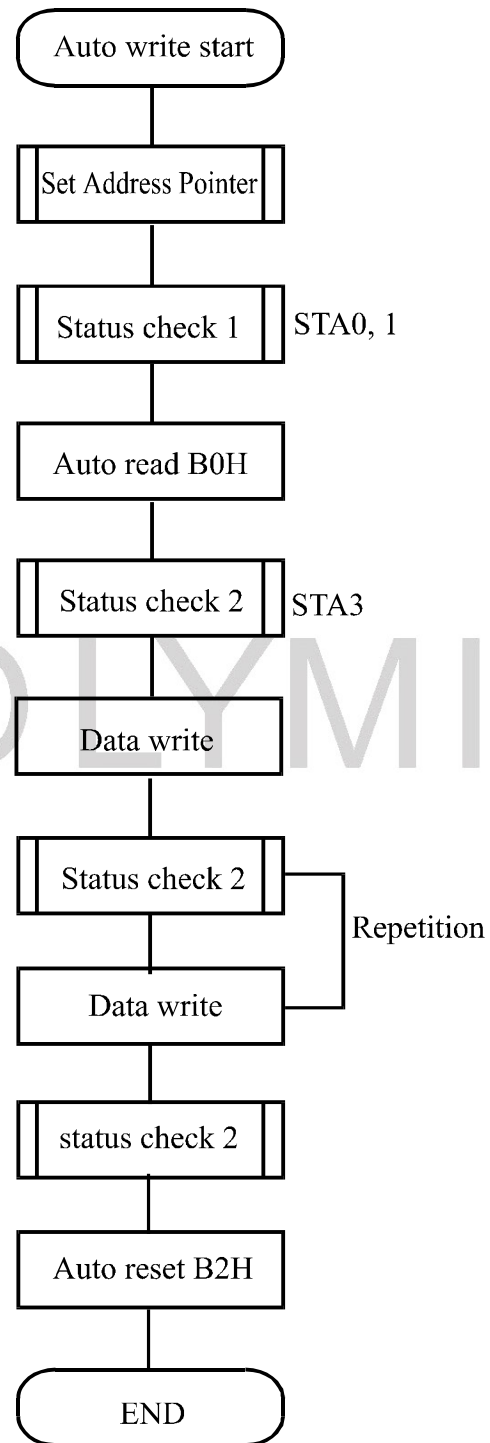 Auto write start
Set Address Pointer
Status check 1
STA0, 1
Auto read B0H
Status check 2
STA3
OLYMI
Data write
Status check 2
Repetition
Data write
status check 2
Auto reset B2H
END